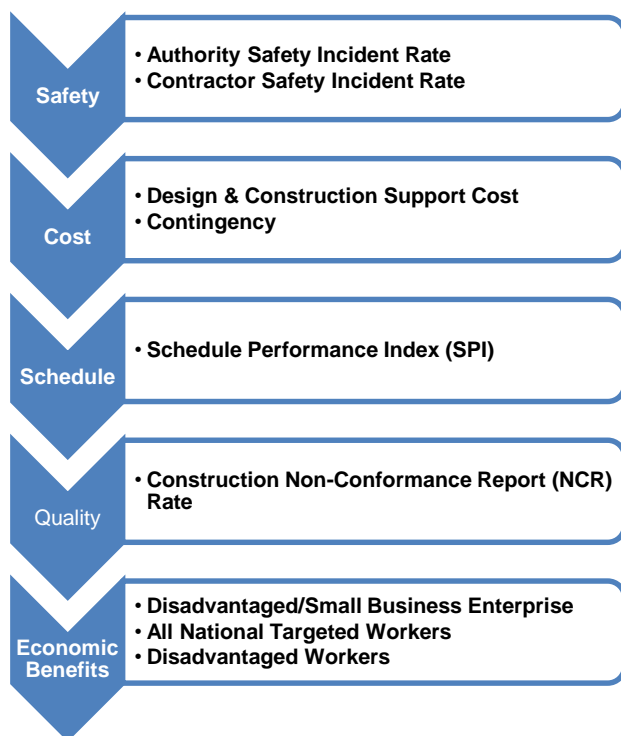 Safety
• Authority Safety Incident Rate
• Contractor Safety Incident Rate
Cost
• Design & Construction Support Cost
• Contingency
Schedule
• Schedule Performance Index (SPI)
Quality
• Construction Non-Conformance Report (NCR)
Rate
Economic
Benefits
• Disadvantaged/Small Business Enterprise
• All National Targeted Workers
• Disadvantaged Workers